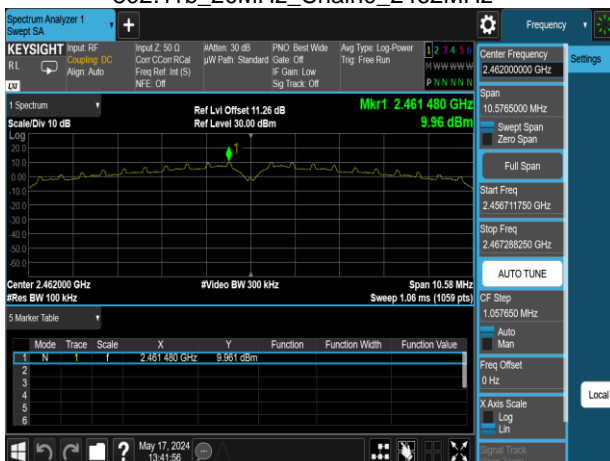 Spectrum Analyzer 1
Swept SA
+
Frequency
KEYSIGHT
RL
LXI
Input: RF
Coupling: DC
Align: Auto
Input Z: 50 Ω
Corr CCorr RCal
Freq Ref: Int (S)
NFE: Off
#Atten: 30 dB
µW Path: Standard
PNO: Best Wide
Gate: Off
IF Gain: Low
Sig Track: Off
Avg Type: Log-Power
Trig: Free Run
1 2 3 4 5 6
M W W W W W
P N N N N N
1 Spectrum
Scale/Div 10 dB
Ref Lvl Offset 11.26 dB
Ref Level 30.00 dBm
Mkr1 2.461 480 GHz
9.96 dBm
Log
20.0
10.0
0.00
-10.0
-20.0
-30.0
-40.0
-50.0
-60.0
1
Center 2.462000 GHz
#Res BW 100 kHz
#Video BW 300 kHz
Span 10.58 MHz
Sweep 1.06 ms (1059 pts)
5 Marker Table
Mode Trace Scale X Y Function Function Width Function Value
1 N 1 f 2.461 480 GHz 9.961 dBm
2
3
4
5
6
May 17, 2024
13:41:56
Center Frequency
2.462000000 GHz
Settings
Span
10.5765000 MHz
Swept Span
Zero Span
Full Span
Start Freq
2.456711750 GHz
Stop Freq
2.467288250 GHz
AUTO TUNE
CF Step
1.057650 MHz
Auto
Man
Freq Offset
0 Hz
Local
X Axis Scale
Log
Lin
Signal Track